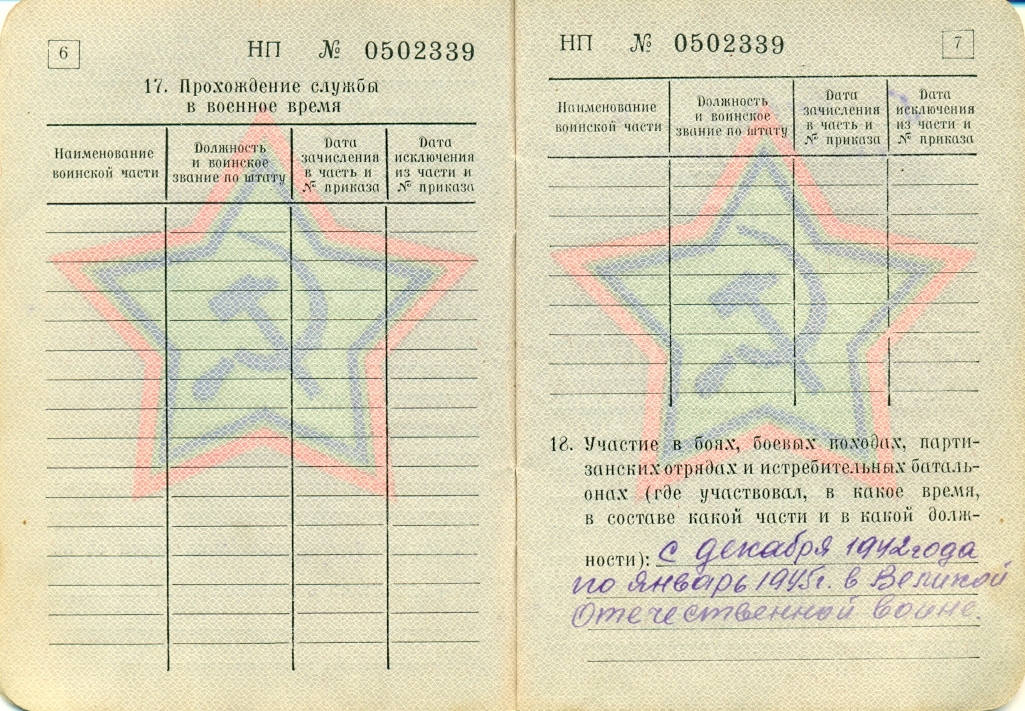 6
НП № 0502339
17. Прохождение службы
в военное время
Наименование
воинской части
Должность
и воинское
звание по штату
Дата
зачисления
в часть и
№ приказа
Дата
исключения
из части и
№ приказа
НП № 0502339
7
Наименование
воинской части
Должность
и воинское
звание по штату
Дата
зачисления
в часть и
№ приказа
Дата
исключения
из части и
№ приказа
18. Участие в боях, боевых походах, парти-
занских отрядах и истребительных баталь-
онах (где участвовал, в какое время,
в составе какой части и в какой долж-
ности): с декабря 1942 года
по январь 1945г. в Великой
Отечественной войне.